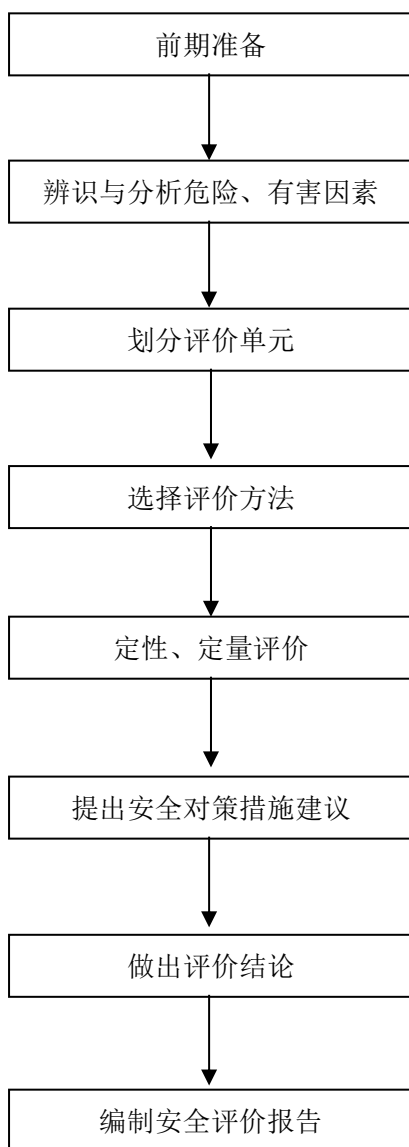 前期准备
辨识与分析危险、有害因素
划分评价单元
选择评价方法
定性、定量评价
提出安全对策措施建议
做出评价结论
编制安全评价报告